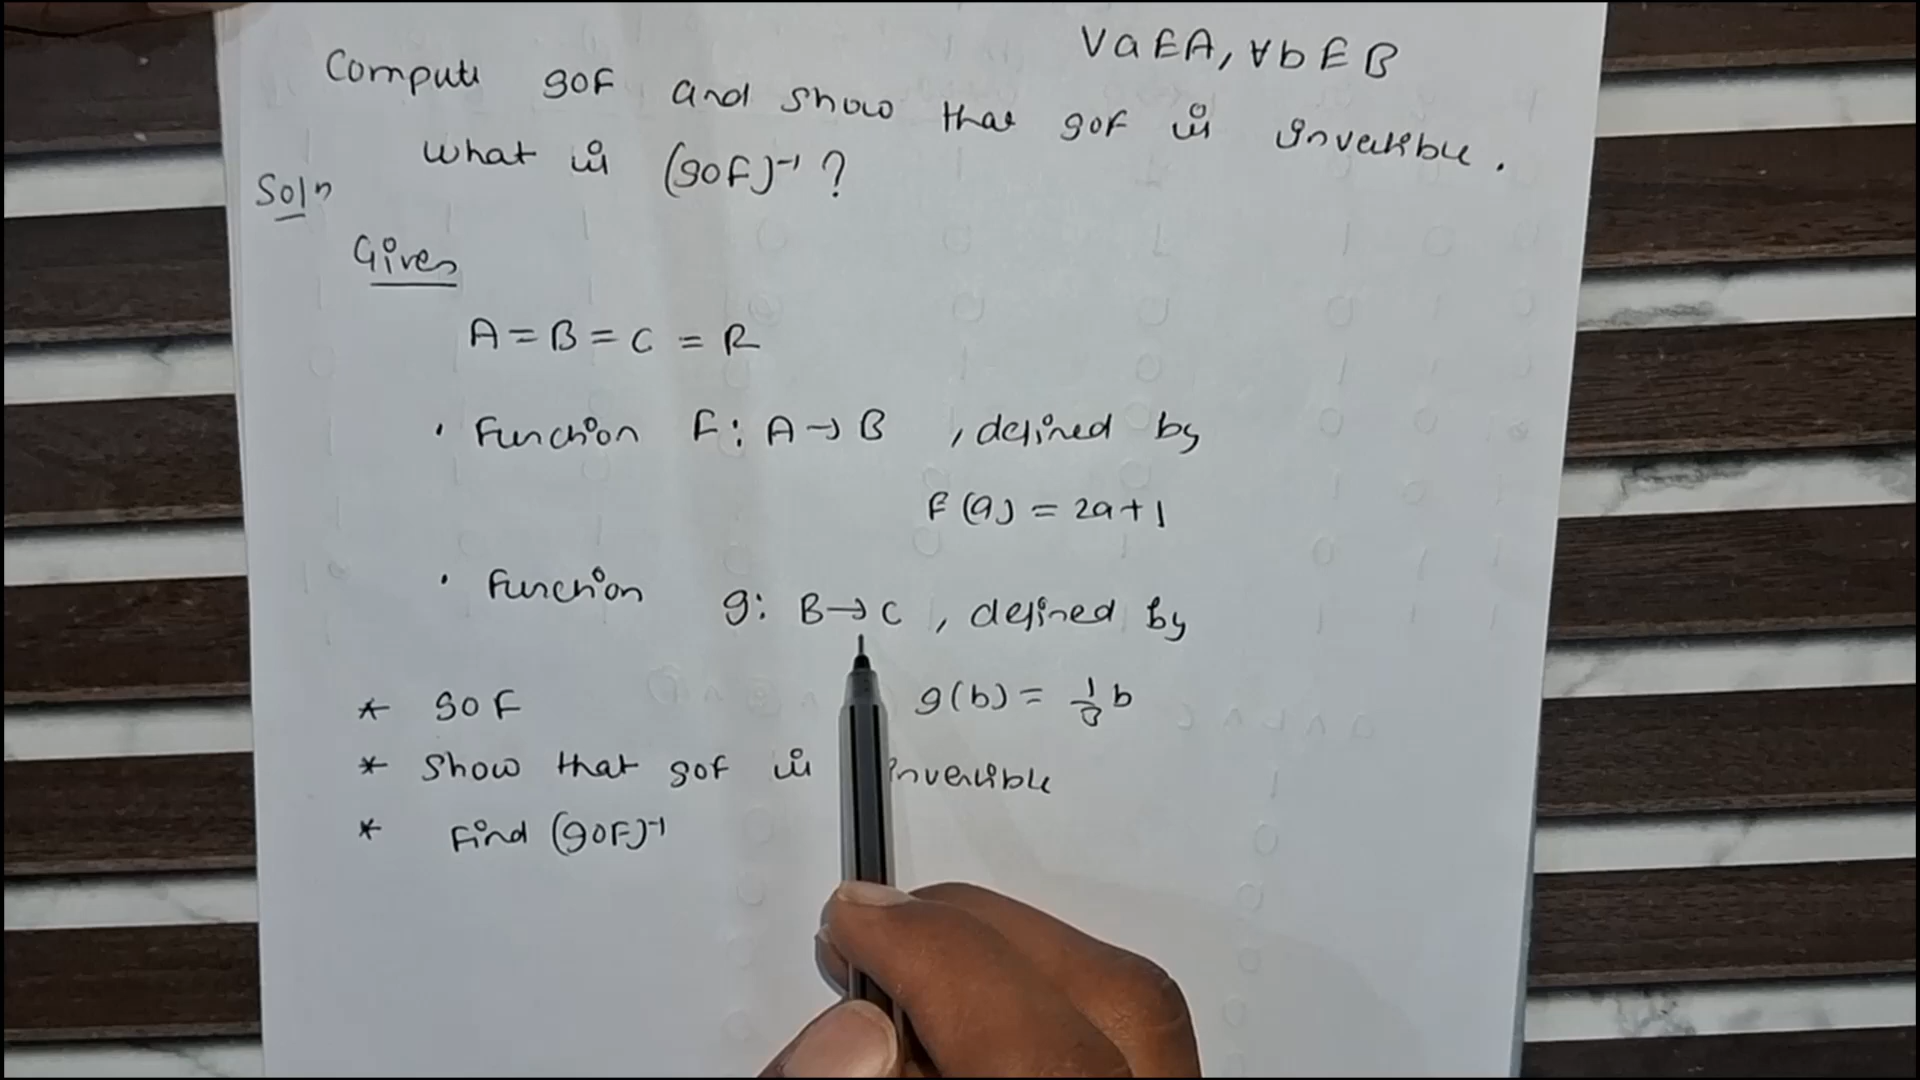 ∀a∈A, ∀b∈B
Compute gof and show that gof is invertible.
What is (gof)⁻¹ ?
Soln
Given
A = B = C = R
· Function f: A → B , defined by
f(a) = 2a+1
· Function g: B → C , defined by
g(b) = 1/3 b
* gof
* Show that gof is invertible
* Find (gof)⁻¹